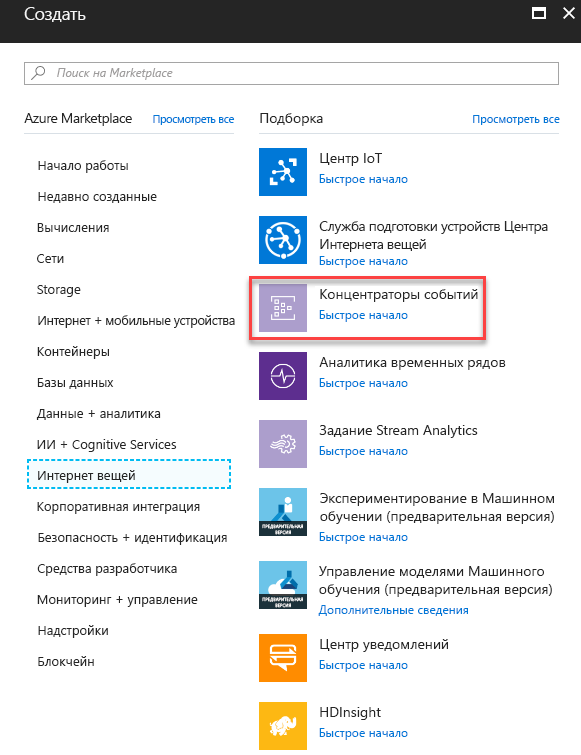 Создать
Поиск на Marketplace
Azure Marketplace
Просмотреть все
Начало работы
Недавно созданные
Вычисления
Сети
Storage
Интернет + мобильные устройства
Контейнеры
Базы данных
Данные + аналитика
ИИ + Cognitive Services
Интернет вещей
Корпоративная интеграция
Безопасность + идентификация
Средства разработчика
Мониторинг + управление
Надстройки
Блокчейн
Подборка
Просмотреть все
Центр IoT
Быстрое начало
Служба подготовки устройств Центра
Интернета вещей
Быстрое начало
Концентраторы событий
Быстрое начало
Аналитика временных рядов
Быстрое начало
Задание Stream Analytics
Быстрое начало
ПРЕДВАРИТЕЛЬНАЯ
ВЕРСИЯ
Экспериментирование в Машинном
обучении (предварительная версия)
Быстрое начало
ПРЕДВАРИТЕЛЬНАЯ
ВЕРСИЯ
Управление моделями Машинного
обучения (предварительная версия)
Дополнительные сведения
Центр уведомлений
Быстрое начало
HDInsight
Быстрое начало